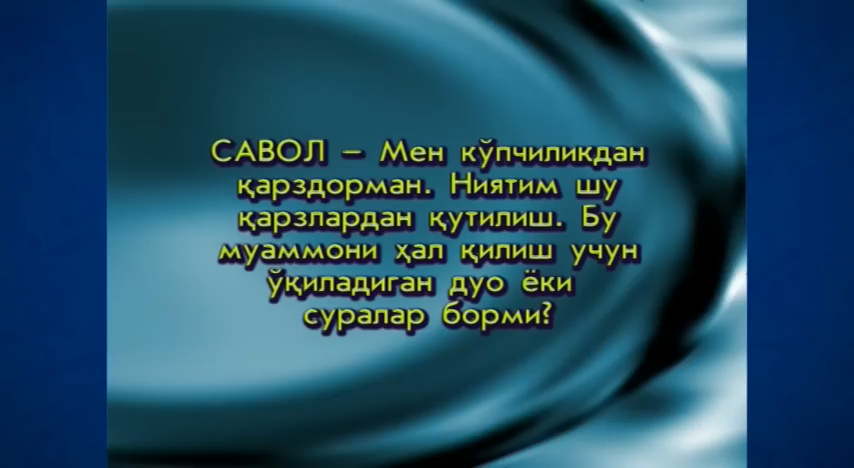 САВОЛ – Мен кўпчиликдан
қарздорман. Ниятим шу
қарзлардан қутилиш. Бу
муаммони ҳал қилиш учун
ўқиладиган дуо ёки
суралар борми?